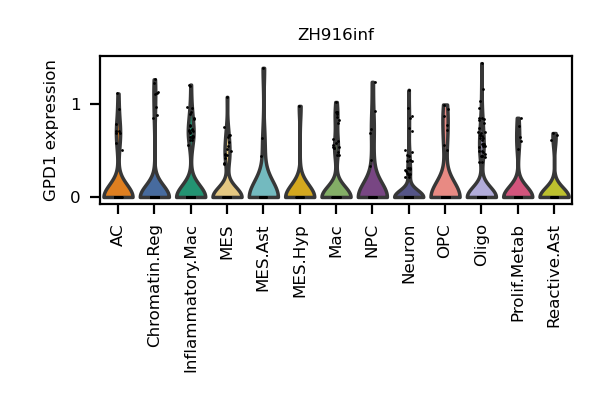 ZH916inf
GPD1 expression
1
0
AC
Chromatin.Reg
Inflammatory.Mac
MES
MES.Ast
MES.Hyp
Mac
NPC
Neuron
OPC
Oligo
Prolif.Metab
Reactive.Ast